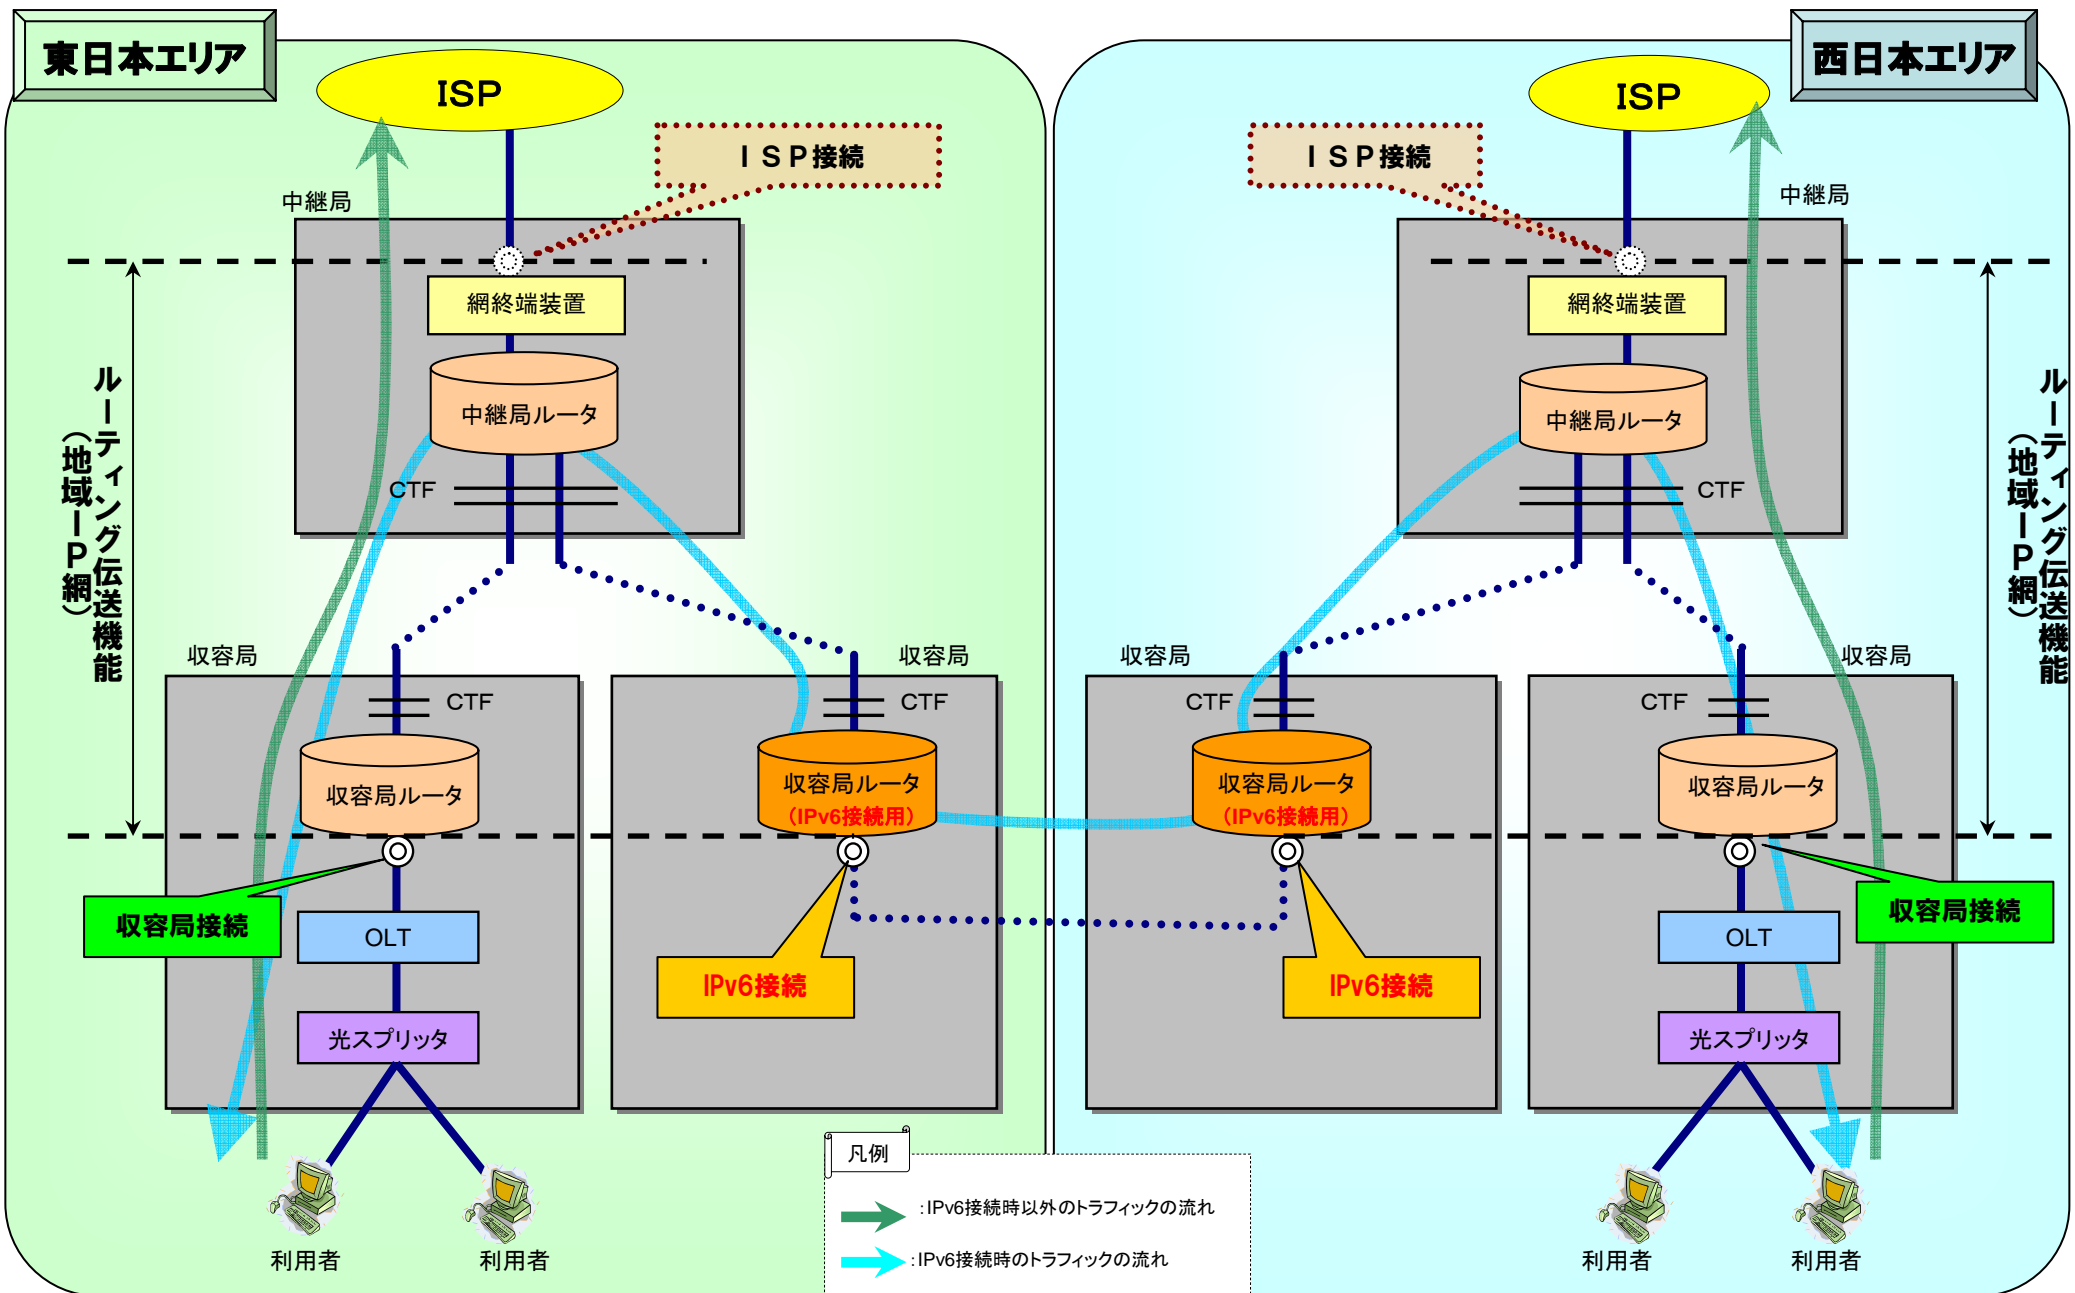 東日本エリア
西日本エリア
ISP
ISP
ＩＳＰ接続
ＩＳＰ接続
中継局
中継局
網終端装置
網終端装置
中継局ルータ
中継局ルータ
CTF
CTF
ルーティング伝送機能
（地域ＩＰ網）
ルーティング伝送機能
（地域ＩＰ網）
収容局
収容局
収容局
収容局
CTF
CTF
CTF
CTF
収容局ルータ
収容局ルータ
（IPv6接続用）
収容局ルータ
（IPv6接続用）
収容局ルータ
収容局接続
収容局接続
OLT
OLT
IPv6接続
IPv6接続
光スプリッタ
光スプリッタ
利用者
利用者
利用者
利用者
凡例
：IPv6接続時以外のトラフィックの流れ
：IPv6接続時のトラフィックの流れ